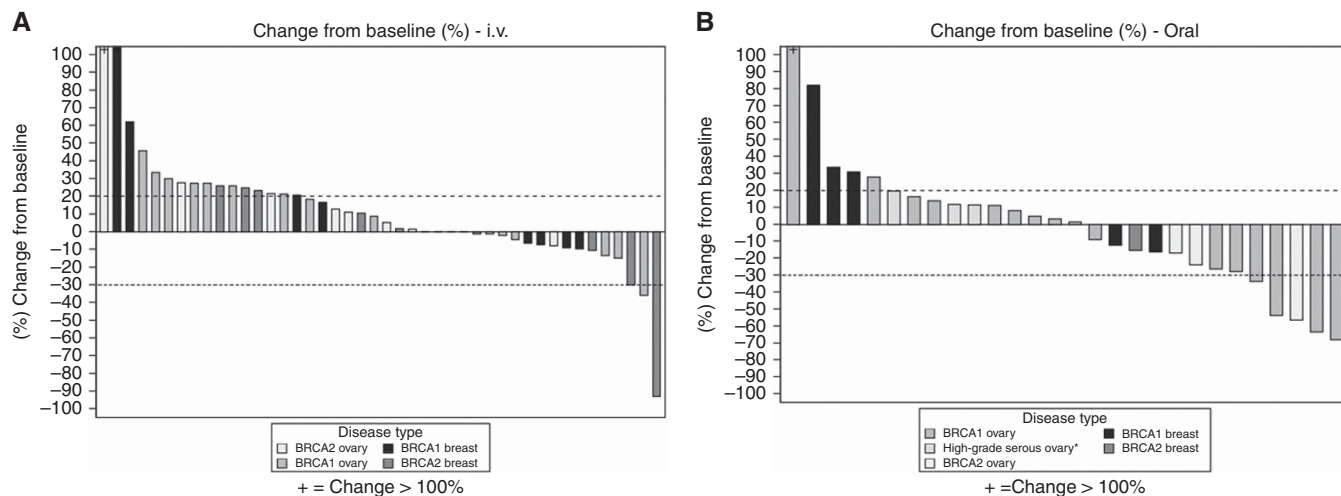 A
Change from baseline (%) - i.v.
(%) Change from baseline
100
90
80
70
60
50
40
30
20
10
0
–10
–20
–30
–40
–50
–60
–70
–80
–90
–100
+
Disease type
BRCA2 ovary BRCA1 breast
BRCA1 ovary BRCA2 breast
+ = Change > 100%
B
Change from baseline (%) - Oral
(%) Change from baseline
100
90
80
70
60
50
40
30
20
10
0
–10
–20
–30
–40
–50
–60
–70
–80
–90
–100
+
Disease type
BRCA1 ovary BRCA1 breast
High-grade serous ovary* BRCA2 breast
BRCA2 ovary
+ =Change > 100%